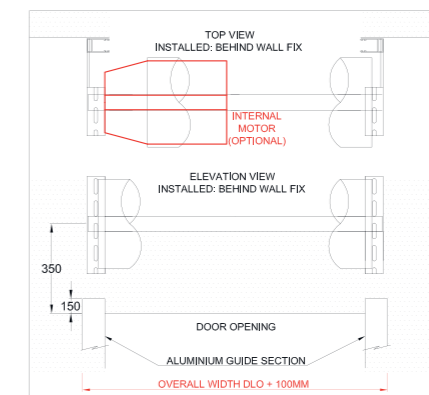 TOP VIEW
INSTALLED: BEHIND WALL FIX
INTERNAL
MOTOR
(OPTIONAL)
ELEVATION VIEW
INSTALLED: BEHIND WALL FIX
350
150
DOOR OPENING
ALUMINIUM GUIDE SECTION
OVERALL WIDTH DLO + 100MM